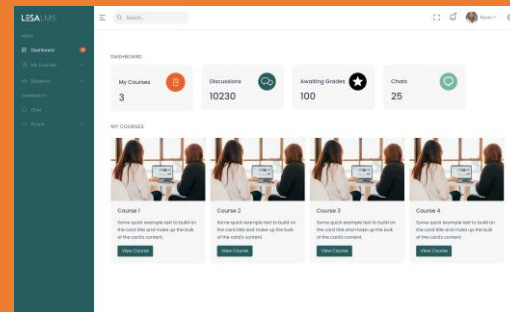 LESALMS
Search...
MENU
Dashboard
My Courses
Students
COMMUNITY
Chat
DASHBOARD
My Courses
3
Discussions
10230
Awaiting Grades
100
Chats
25
MY COURSES
Course 1
Some quick example text to build on
the card title and make up the bulk
of the card's content.
View Course
Course 2
Some quick example text to build on
the card title and make up the bulk
of the card's content.
View Course
Course 3
Some quick example text to build on
the card title and make up the bulk
of the card's content.
View Course
Course 4
Some quick example text to build on
the card title and make up the bulk
of the card's content.
View Course